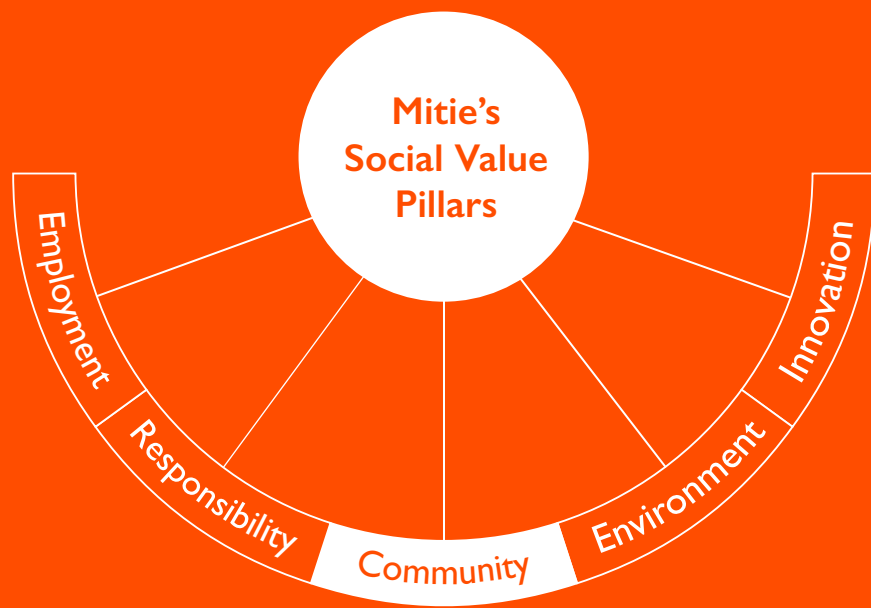 Mitie's
Social Value
Pillars
Employment
Responsibility
Community
Environment
Innovation